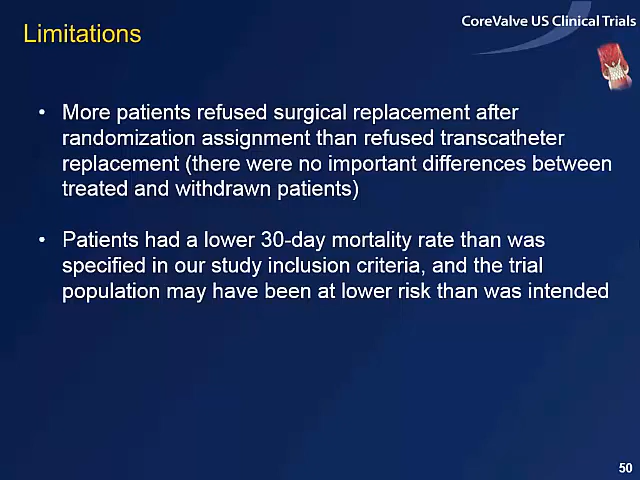 CoreValve US Clinical Trials
Limitations
• More patients refused surgical replacement after
randomization assignment than refused transcatheter
replacement (there were no important differences between
treated and withdrawn patients)
• Patients had a lower 30-day mortality rate than was
specified in our study inclusion criteria, and the trial
population may have been at lower risk than was intended
50